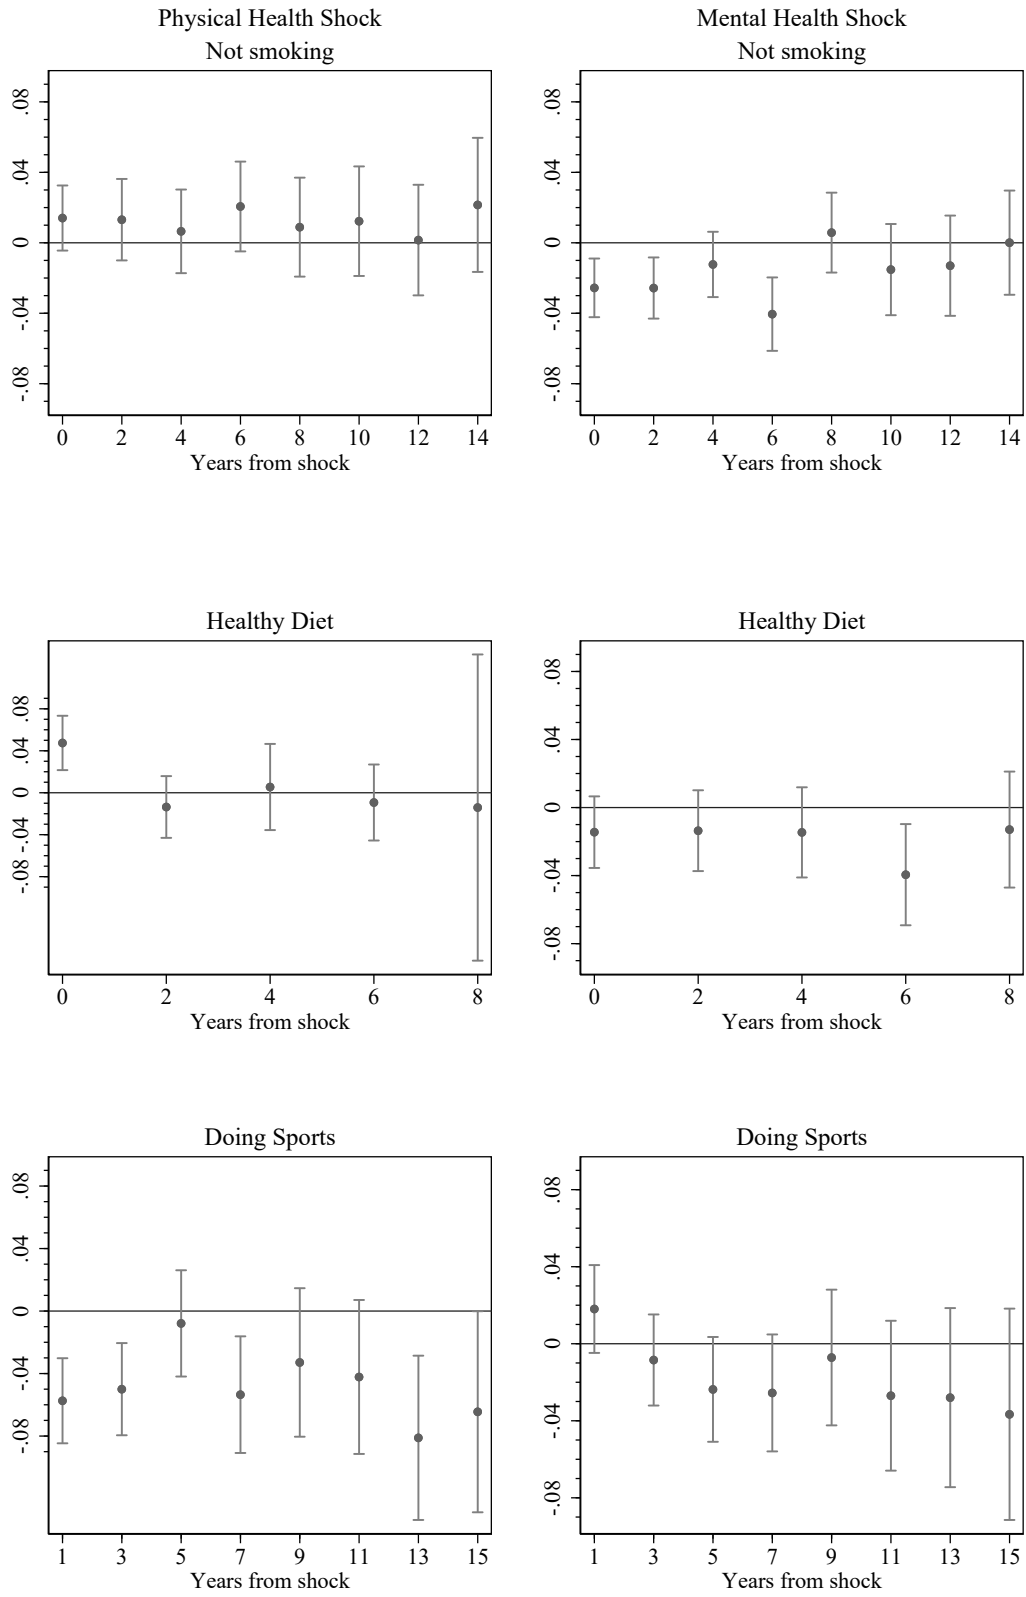 Physical Health Shock
Not smoking
.08
.04
0
-.04
-.08
0 2 4 6 8 10 12 14
Years from shock
Mental Health Shock
Not smoking
.08
.04
0
-.04
-.08
0 2 4 6 8 10 12 14
Years from shock
Healthy Diet
.08
.04
0
-.04
-.08
0 2 4 6 8
Years from shock
Healthy Diet
.08
.04
0
-.04
-.08
0 2 4 6 8
Years from shock
Doing Sports
.08
.04
0
-.04
-.08
1 3 5 7 9 11 13 15
Years from shock
Doing Sports
.08
.04
0
-.04
-.08
1 3 5 7 9 11 13 15
Years from shock